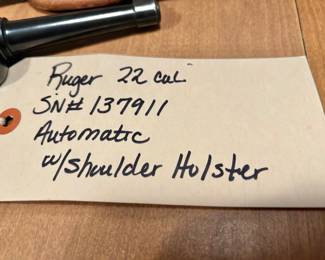 Ruger 22 cal
SN# 137911
Automatic
w/shoulder Holster